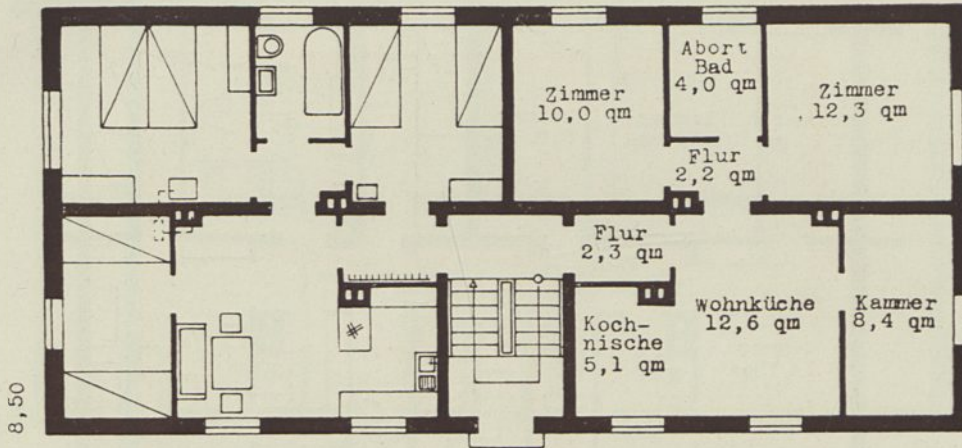 Zimmer
10,0 qm
Abort
Bad
4,0 qm
Zimmer
12,3 qm
Flur
2,2 qm
Flur
2,3 qm
Koch-
nische
5,1 qm
Wohnküche
12,6 qm
Kammer
8,4 qm
8,50